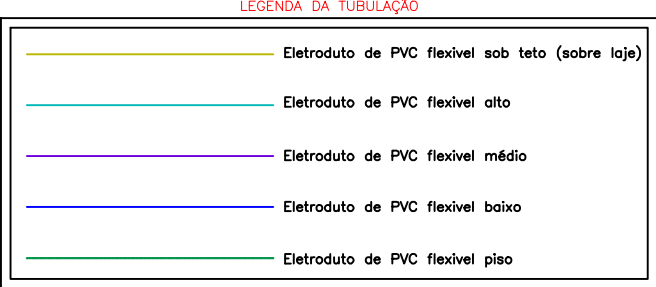 LEGENDA DA TUBULAÇÃO
Eletroduto de PVC flexivel sob teto (sobre laje)
Eletroduto de PVC flexivel alto
Eletroduto de PVC flexivel médio
Eletroduto de PVC flexivel baixo
Eletroduto de PVC flexivel piso